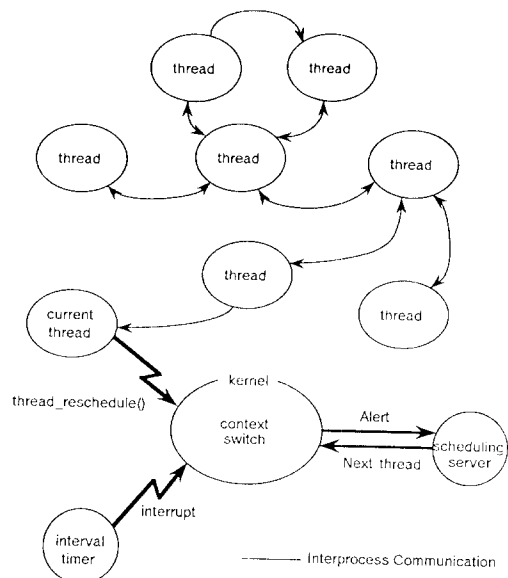 thread
thread
thread
thread
thread
thread
thread
current
thread
kernel
thread_reschedule()
context
switch
Alert
scheduling
server
Next thread
interrupt
interval
timer
Interprocess Communication